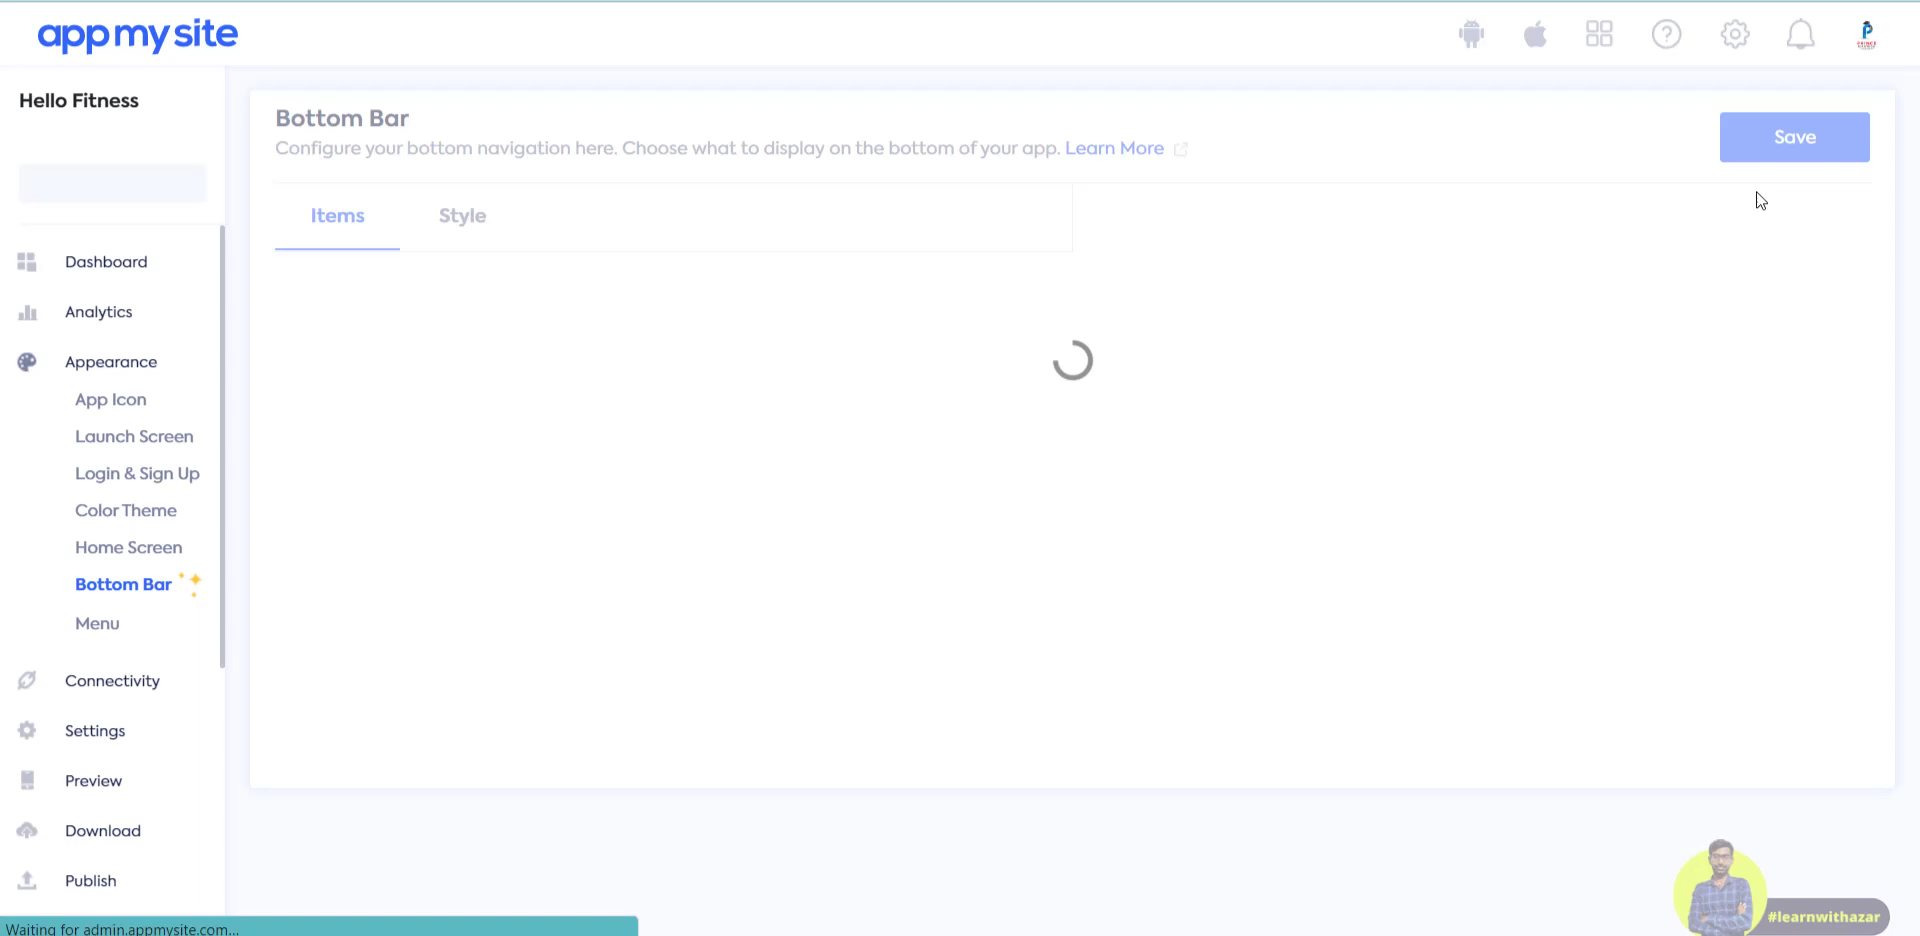 appmysite
Hello Fitness
Bottom Bar
Configure your bottom navigation here. Choose what to display on the bottom of your app. Learn More
Save
Items
Style
Dashboard
Analytics
Appearance
App Icon
Launch Screen
Login & Sign Up
Color Theme
Home Screen
Bottom Bar
Menu
Connectivity
Settings
Preview
Download
Publish
Waiting for admin.appmysite.com...
#learnwithazar